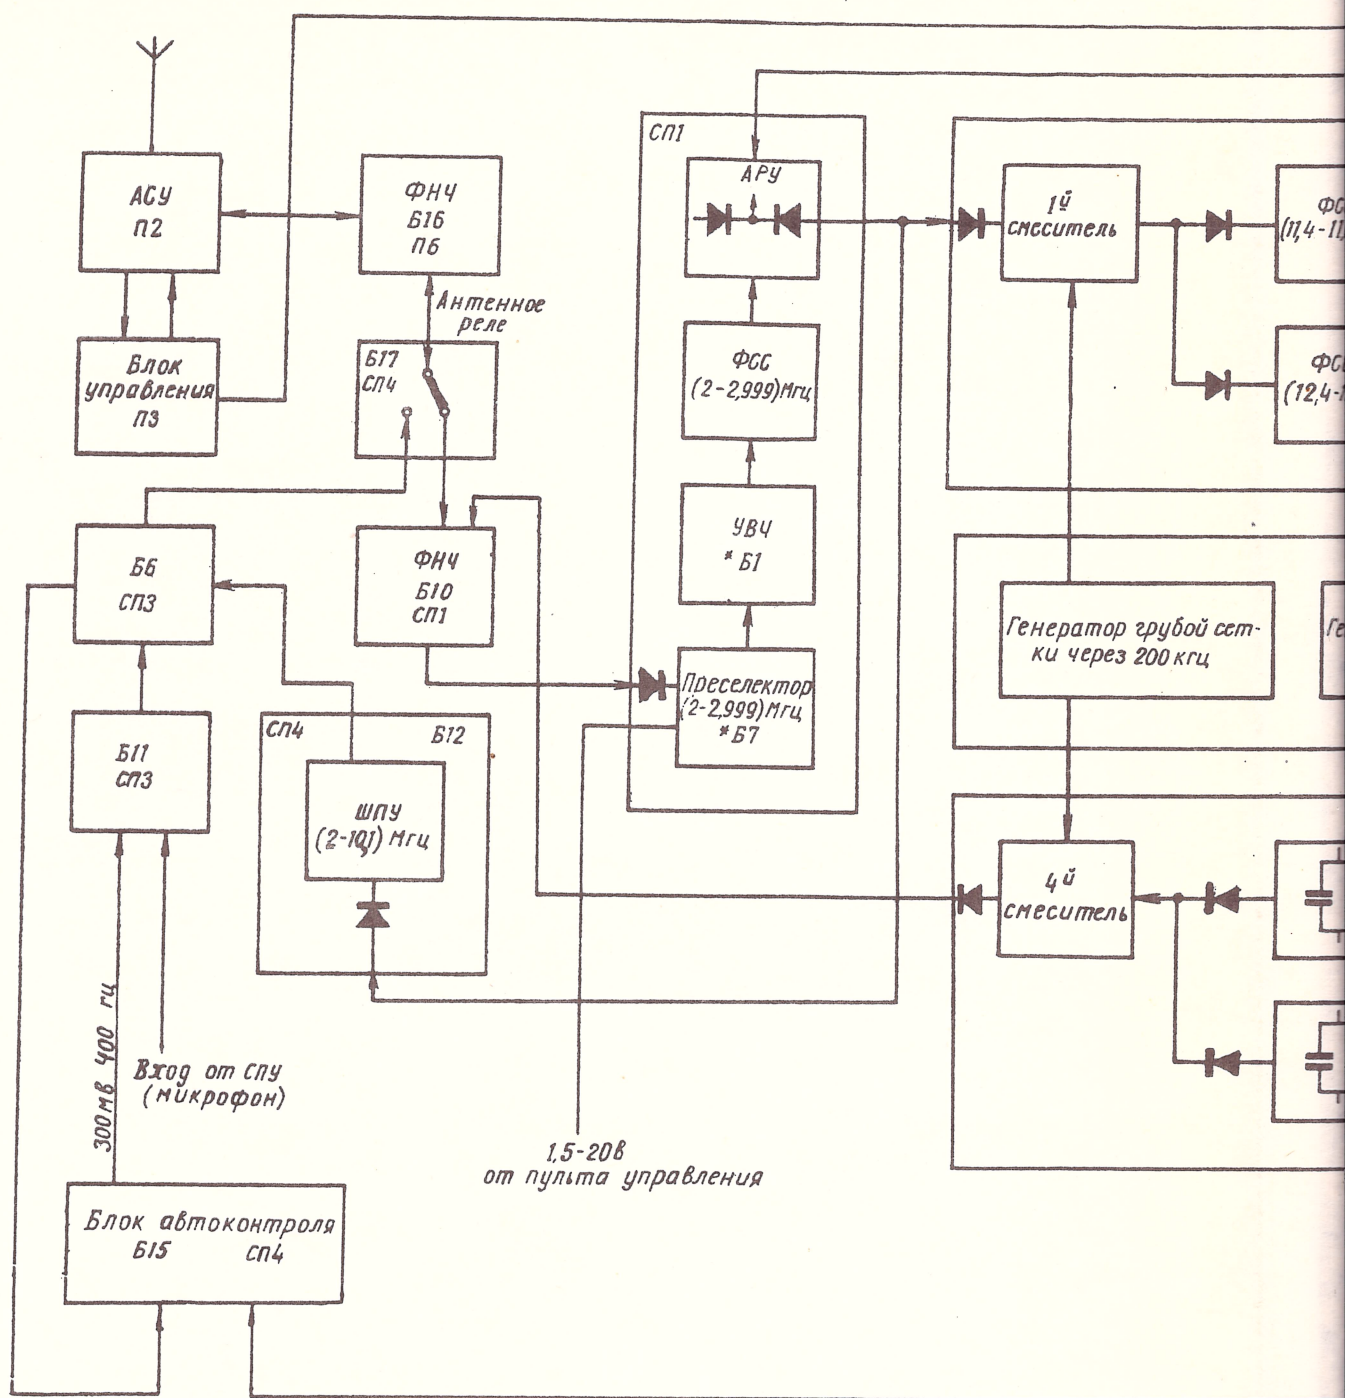 АСУ
П2
ФНЧ
Б16
П6
Антенное
реле
Блок
управления
П3
Б17
СП4
СП1
АРУ
ФСС
(2-2,999)Мгц
УВЧ
*Б1
Преселектор
(2-2,999)Мгц
*Б7
1й
смеситель
(11,4-11,
(12,4-1
Б6
СП3
ФНЧ
Б10
СП1
Генератор грубой сет-
ки через 200 кгц
Б11
СП3
СП4
Б12
ШПУ
(2-10,1) Мгц
4й
смеситель
300мв 400 гц
Вход от СПУ
(микрофон)
1,5-20в
от пульта управления
Блок автоконтроля
Б15
СП4